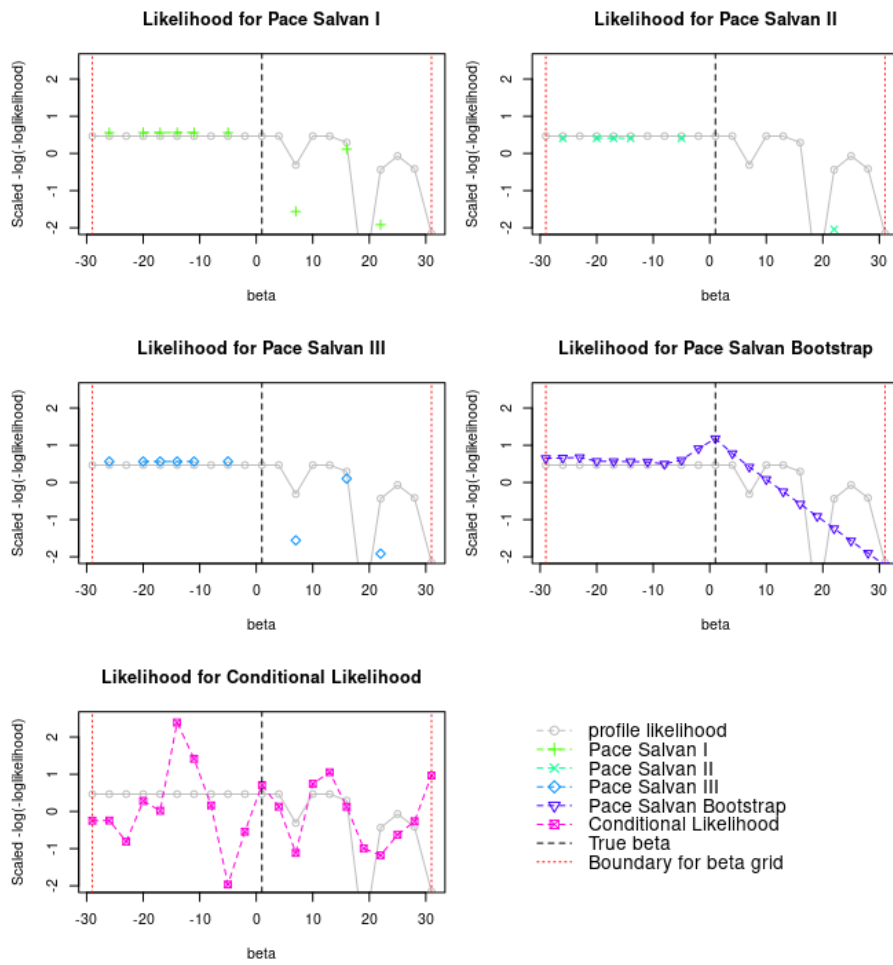 Likelihood for Pace Salvan I
Scaled -log(-loglikelihood)
2
1
0
-1
-2
-30 -20 -10 0 10 20 30
beta
Likelihood for Pace Salvan II
Scaled -log(-loglikelihood)
2
1
0
-1
-2
-30 -20 -10 0 10 20 30
beta
Likelihood for Pace Salvan III
Scaled -log(-loglikelihood)
2
1
0
-1
-2
-30 -20 -10 0 10 20 30
beta
Likelihood for Pace Salvan Bootstrap
Scaled -log(-loglikelihood)
2
1
0
-1
-2
-30 -20 -10 0 10 20 30
beta
Likelihood for Conditional Likelihood
Scaled -log(-loglikelihood)
2
1
0
-1
-2
-30 -20 -10 0 10 20 30
beta
profile likelihood
Pace Salvan I
Pace Salvan II
Pace Salvan III
Pace Salvan Bootstrap
Conditional Likelihood
True beta
Boundary for beta grid